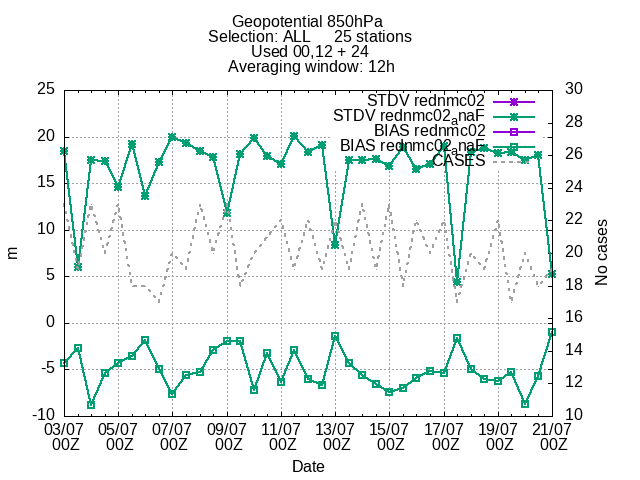 Geopotential 850hPa
Selection: ALL 25 stations
Used 00,12 + 24
Averaging window: 12h
STDV rednmc02
STDV rednmc02_anaF
BIAS rednmc02
BIAS rednmc02_anaF
CASES
25
20
15
10
5
0
-5
-10
m
30
28
26
24
22
20
18
16
14
12
10
No cases
03/07 05/07 07/07 09/07 11/07 13/07 15/07 17/07 19/07 21/07
00Z 00Z 00Z 00Z 00Z 00Z 00Z 00Z 00Z 00Z
Date